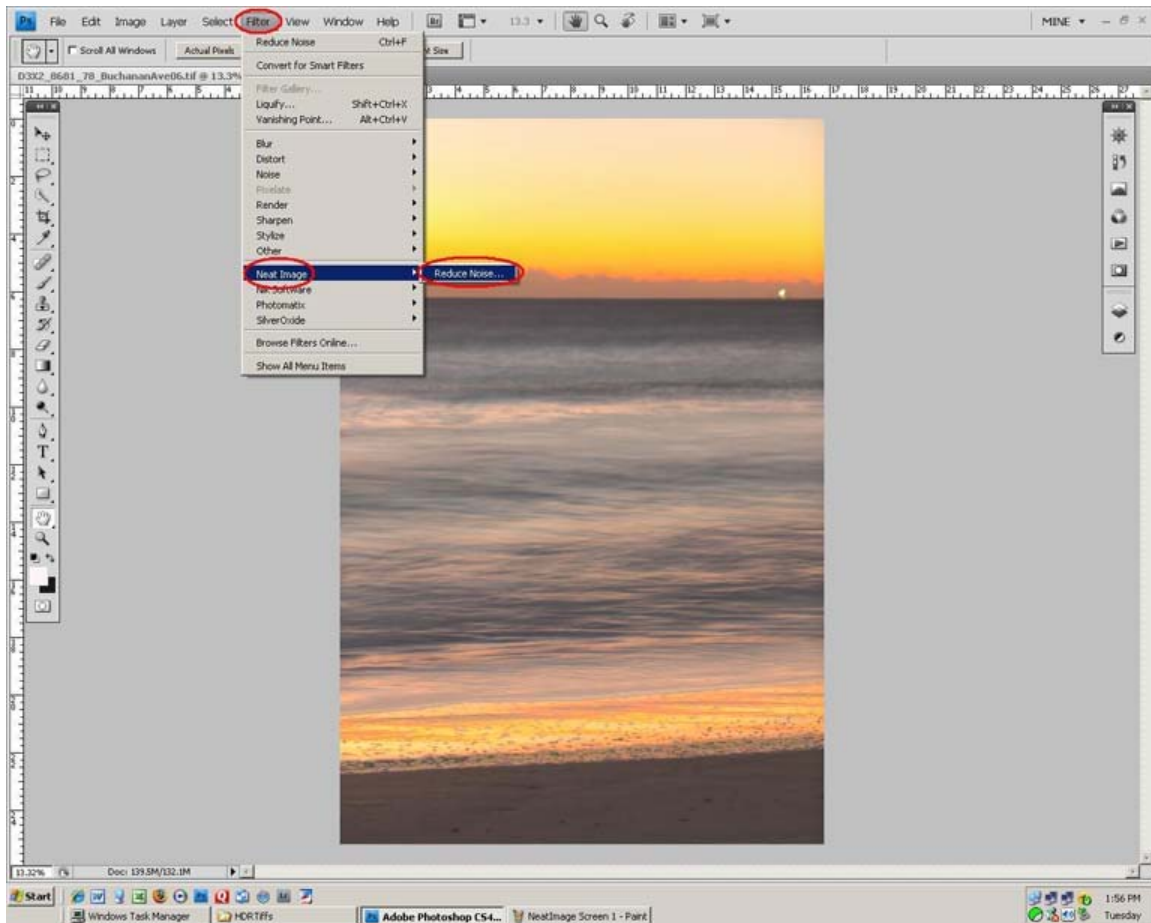 Ps File Edit Image Layer Select Filter View Window Help Br 13.3 MINE
Scroll All Windows Actual Pixels
D3X2_8681_78_BuchananAve06.tif @ 13.3%
Reduce Noise Ctrl+F
Convert for Smart Filters
Filter Gallery...
Liquify... Shift+Ctrl+X
Vanishing Point... Alt+Ctrl+V
Blur
Distort
Noise
Pixelate
Render
Sharpen
Stylize
Other
Neat Image Reduce Noise...
Nik Software
Photomatix
SilverOxide
Browse Filters Online...
Show All Menu Items
13.32% Doc: 139.5M/132.1M
Start 1:56 PM
Windows Task Manager HDRTiffs Adobe Photoshop CS4... NeatImage Screen 1 - Paint Tuesday